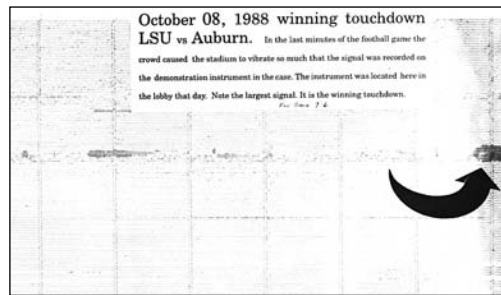 October 08, 1988 winning touchdown
LSU vs Auburn. In the last minutes of the football game the
crowd caused the stadium to vibrate so much that the signal was recorded on
the demonstration instrument in the case. The instrument was located here in
the lobby that day. Note the largest signal. It is the winning touchdown.
7-6